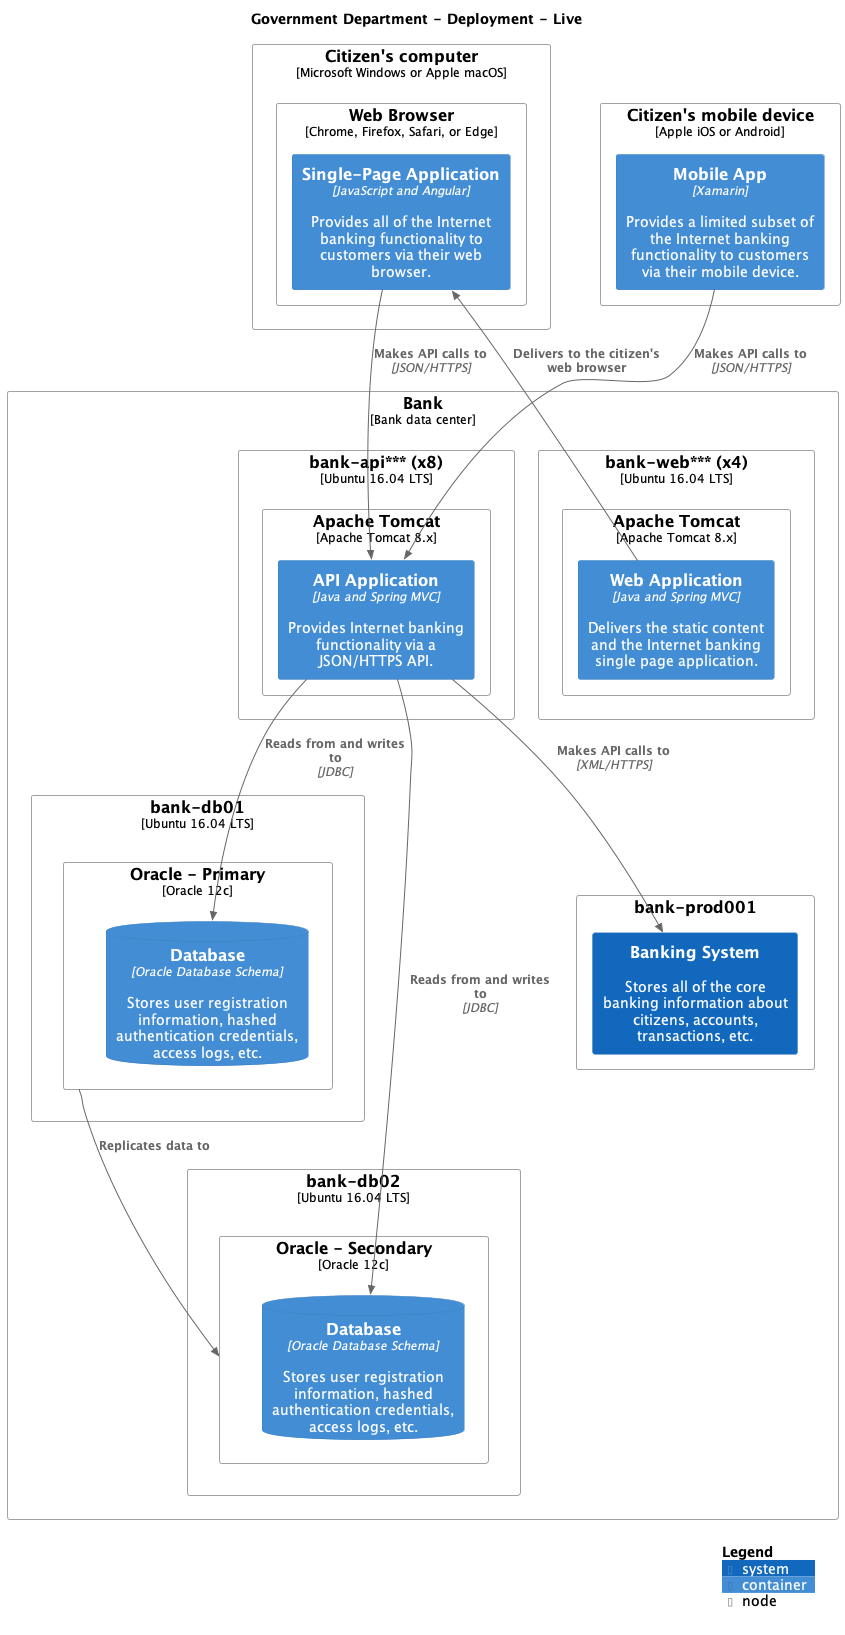 Government Department - Deployment - Live
Citizen's computer
[Microsoft Windows or Apple macOS]
Web Browser
[Chrome, Firefox, Safari, or Edge]
Single-Page Application
[JavaScript and Angular]
Provides all of the Internet
banking functionality to
customers via their web
browser.
Citizen's mobile device
[Apple iOS or Android]
Mobile App
[Xamarin]
Provides a limited subset of
the Internet banking
functionality to customers
via their mobile device.
Makes API calls to
[JSON/HTTPS]
Delivers to the citizen's
web browser
Makes API calls to
[JSON/HTTPS]
Bank
[Bank data center]
bank-api*** (x8)
[Ubuntu 16.04 LTS]
Apache Tomcat
[Apache Tomcat 8.x]
API Application
[Java and Spring MVC]
Provides Internet banking
functionality via a
JSON/HTTPS API.
bank-web*** (x4)
[Ubuntu 16.04 LTS]
Apache Tomcat
[Apache Tomcat 8.x]
Web Application
[Java and Spring MVC]
Delivers the static content
and the Internet banking
single page application.
Reads from and writes
to
[JDBC]
Makes API calls to
[XML/HTTPS]
bank-db01
[Ubuntu 16.04 LTS]
Oracle - Primary
[Oracle 12c]
Database
[Oracle Database Schema]
Stores user registration
information, hashed
authentication credentials,
access logs, etc.
Reads from and writes
to
[JDBC]
bank-prod001
Banking System
Stores all of the core
banking information about
citizens, accounts,
transactions, etc.
Replicates data to
bank-db02
[Ubuntu 16.04 LTS]
Oracle - Secondary
[Oracle 12c]
Database
[Oracle Database Schema]
Stores user registration
information, hashed
authentication credentials,
access logs, etc.
Legend
system
container
node